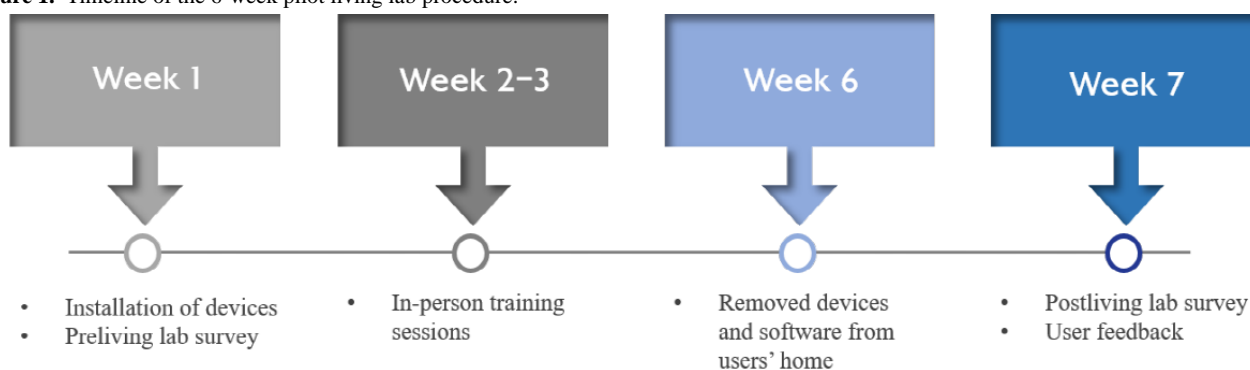 Timeline of the 6-week pilot living lab procedure.
Week 1
Week 2–3
Week 6
Week 7
• Installation of devices
• Preliving lab survey
• In-person training
sessions
• Removed devices
and software from
users’ home
• Postliving lab survey
• User feedback